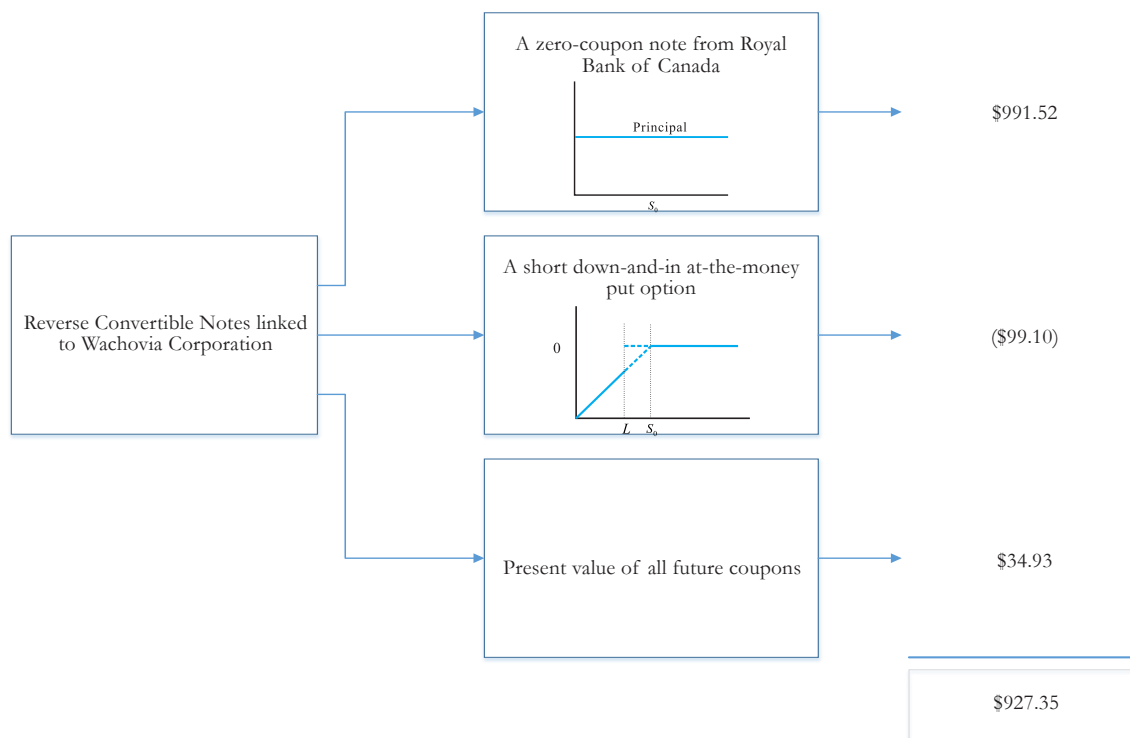 A zero-coupon note from Royal
Bank of Canada
Principal
S₀
$991.52
Reverse Convertible Notes linked
to Wachovia Corporation
A short down-and-in at-the-money
put option
0
L S₀
($99.10)
Present value of all future coupons
$34.93
$927.35